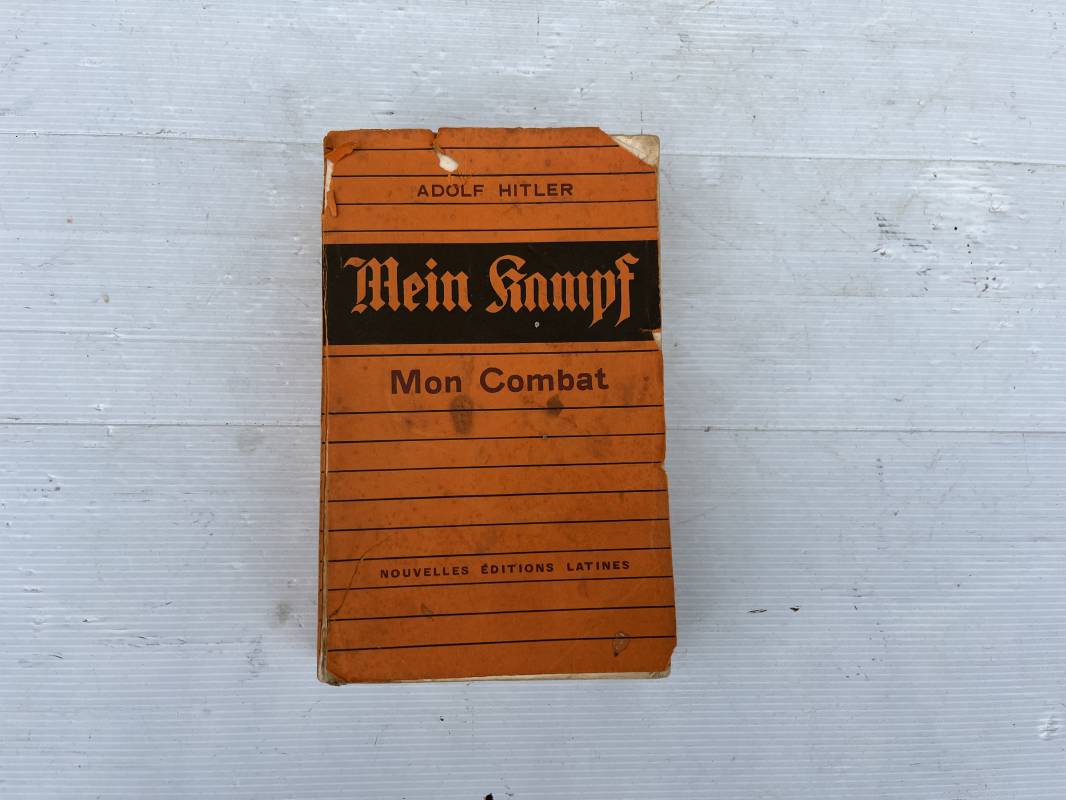 ADOLF HITLER
Mein Kampf
Mon Combat
NOUVELLES ÉDITIONS LATINES